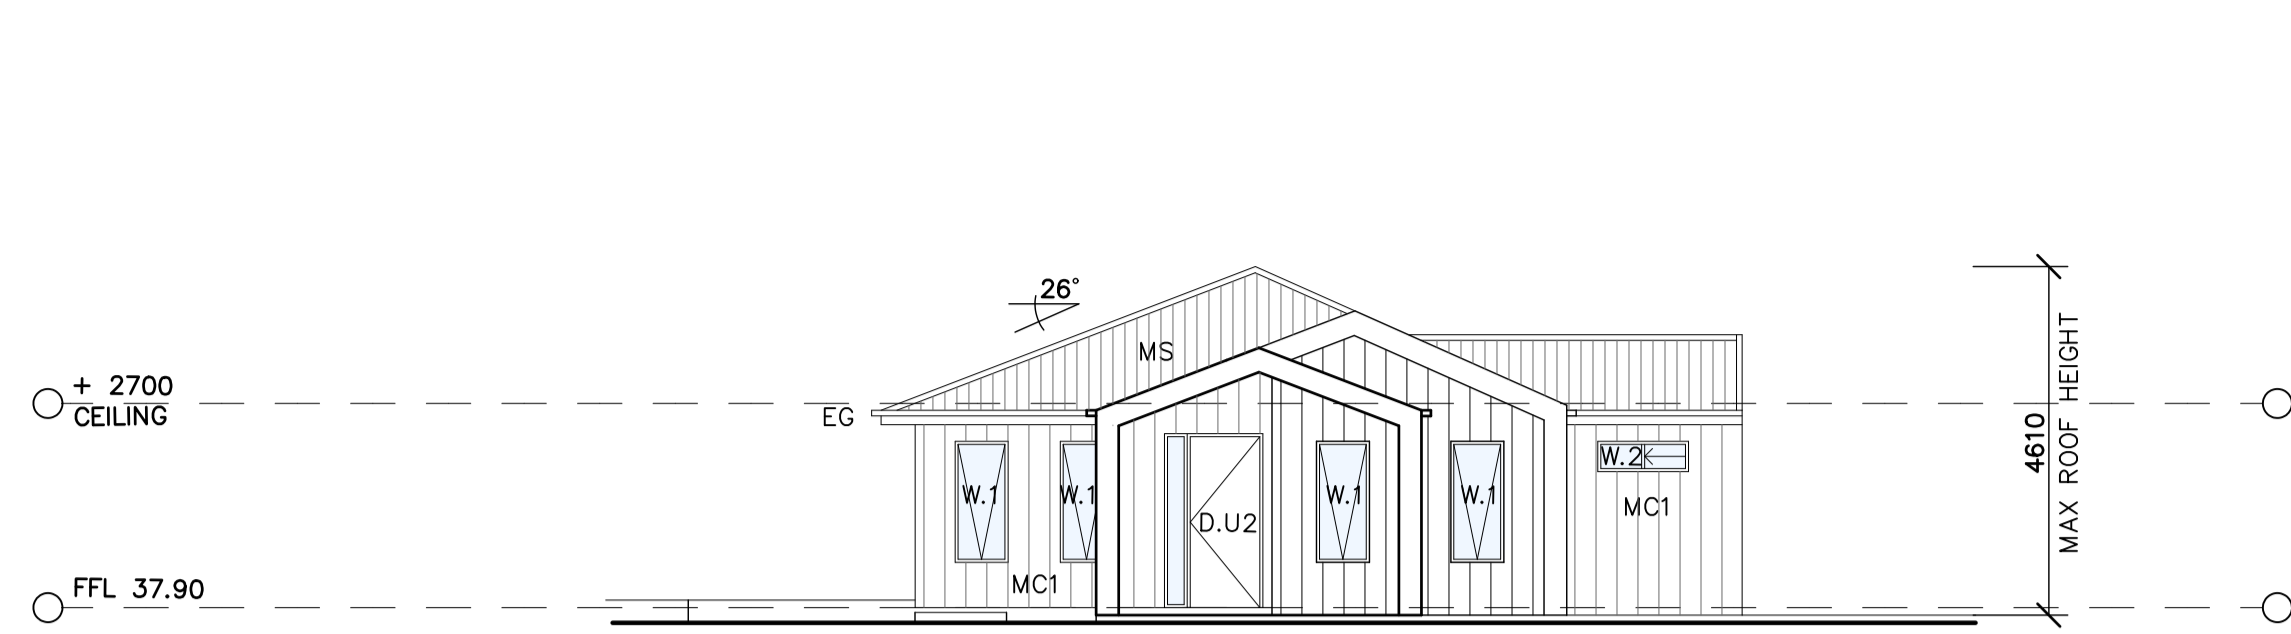 26°
MS
+ 2700
CEILING
EG
4610
MAX ROOF HEIGHT
W.2
W.1
W.1
W.1
W.1
MC1
D.U2
MC1
FFL 37.90